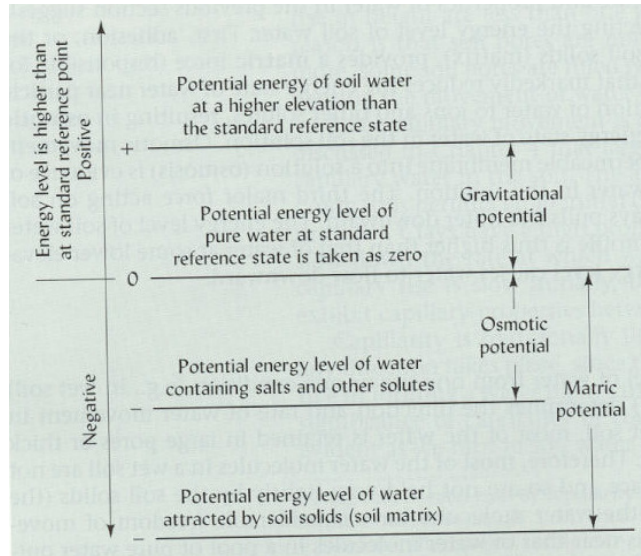 Energy level is higher than
at standard reference point
Positive
Negative
+
Potential energy of soil water
at a higher elevation than
the standard reference state
Gravitational
potential
Potential energy level of
pure water at standard
reference state is taken as zero
0
Osmotic
potential
Potential energy level of water
containing salts and other solutes
Matric
potential
Potential energy level of water
attracted by soil solids (soil matrix)
−